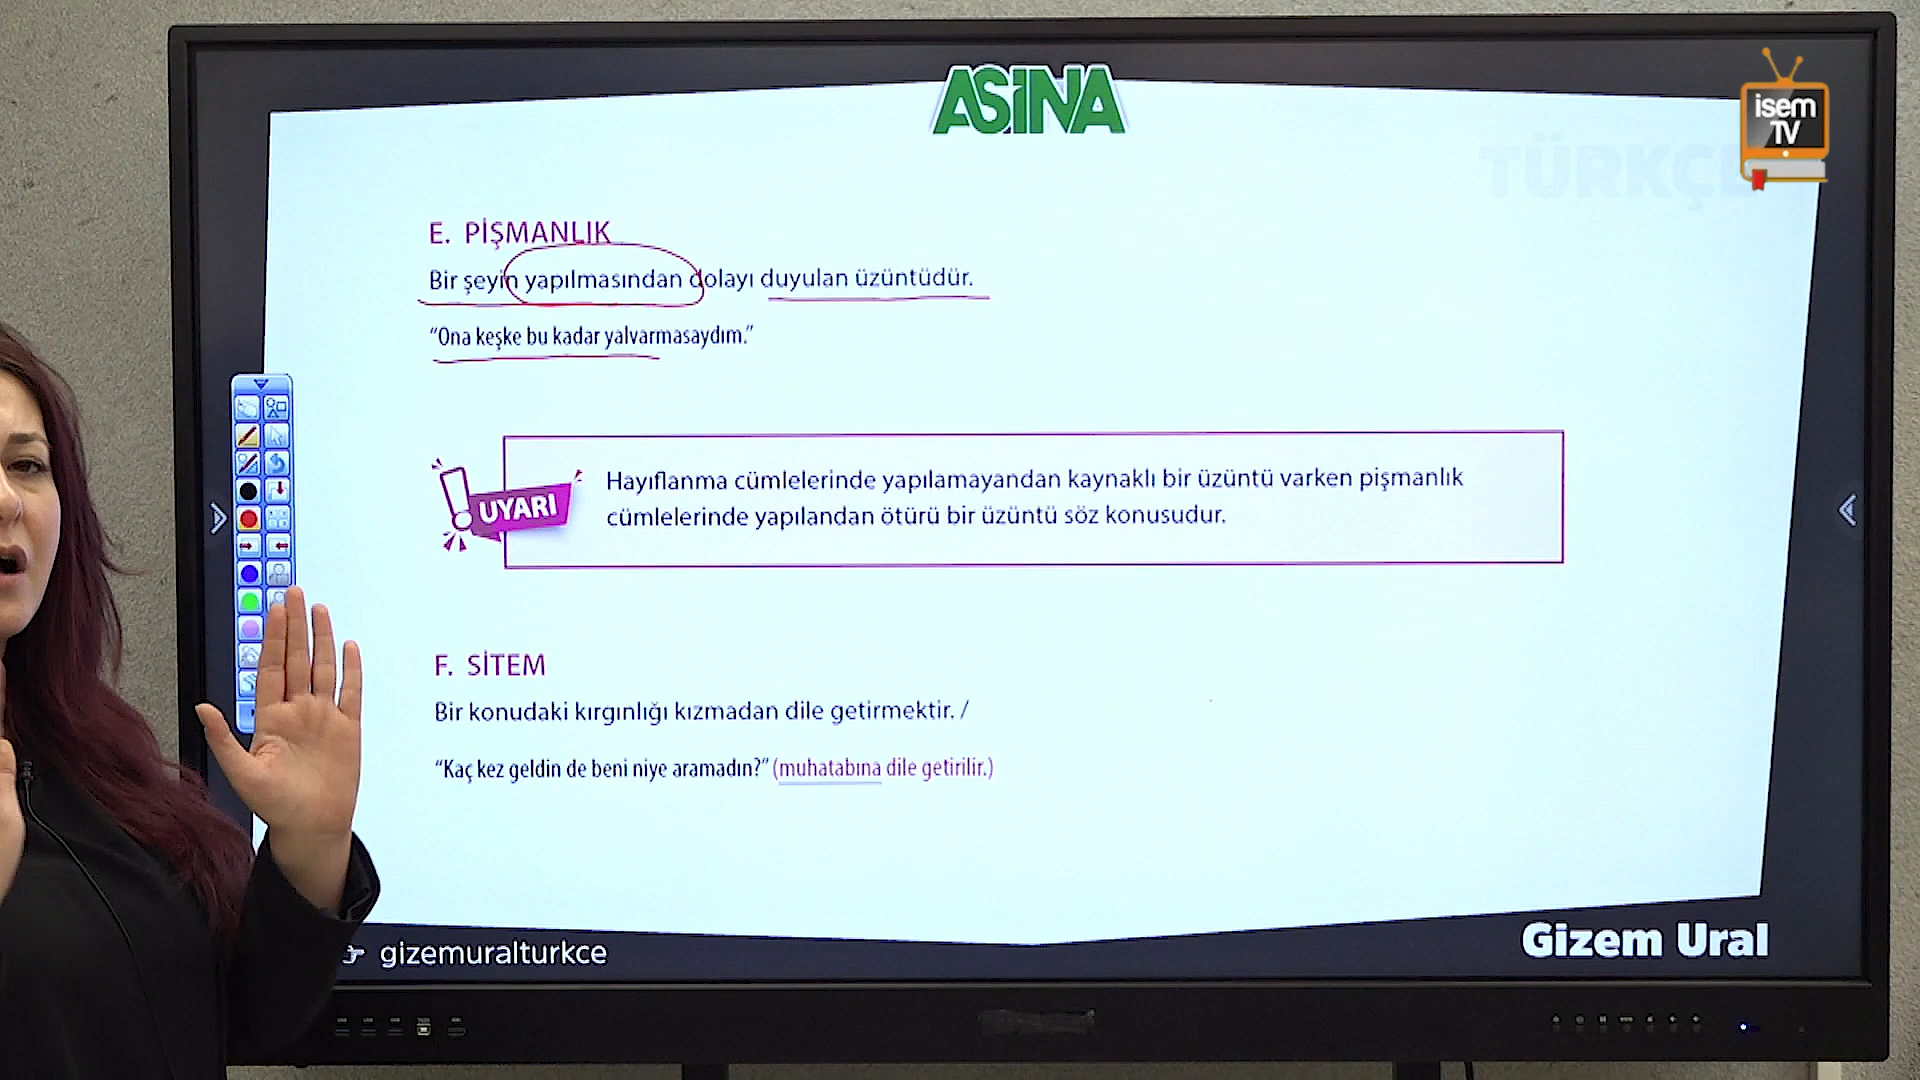 ASİNA
isem
TV
TÜRKÇE
E. PİŞMANLIK
Bir şeyin yapılmasından dolayı duyulan üzüntüdür.
“Ona keşke bu kadar yalvarmasaydım.”
UYARI
Hayıflanma cümlelerinde yapılamayandan kaynaklı bir üzüntü varken pişmanlık
cümlelerinde yapılandan ötürü bir üzüntü söz konusudur.
F. SİTEM
Bir konudaki kırgınlığı kızmadan dile getirmektir. /
“Kaç kez geldin de beni niye aramadın?” (muhatabına dile getirilir.)
gizemuralturkce
Gizem Ural